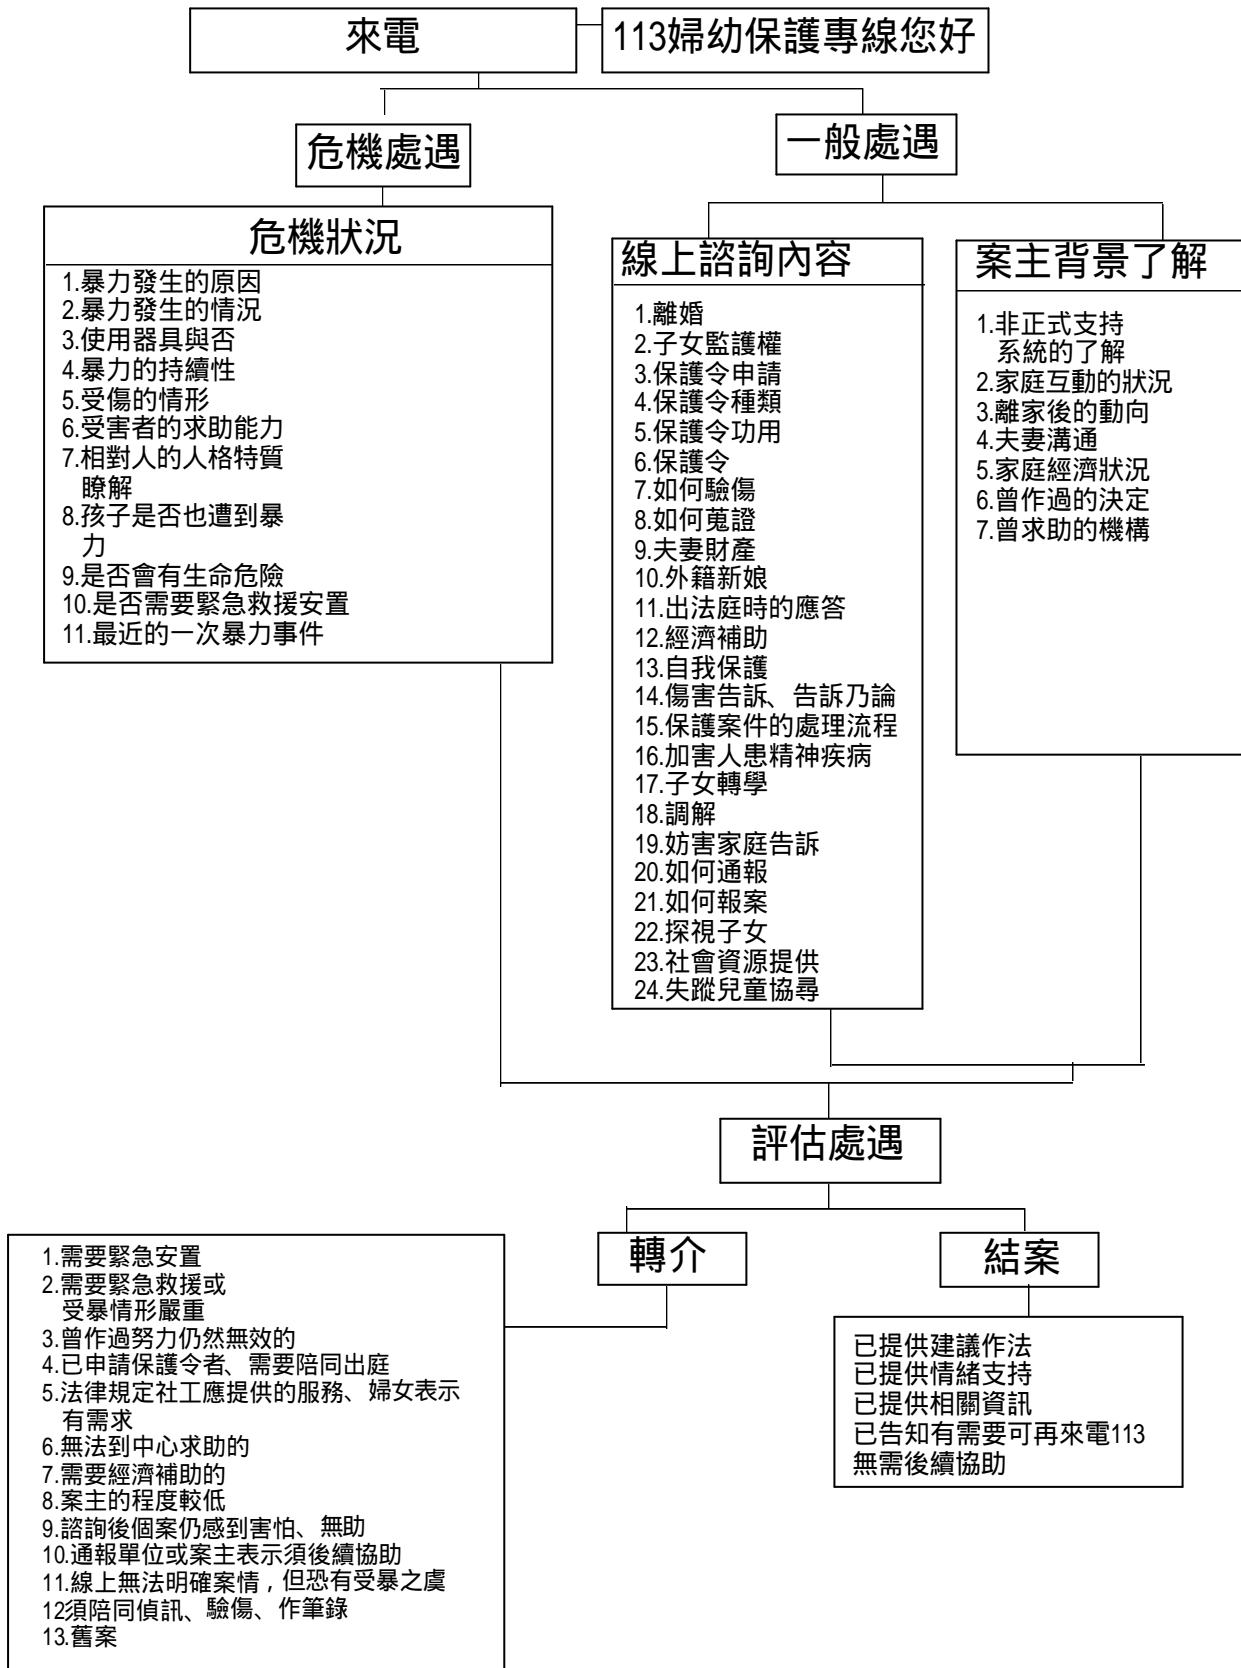 來電
113婦幼保護專線您好
危機處遇
一般處遇
危機狀況
1.暴力發生的原因
2.暴力發生的情況
3.使用器具與否
4.暴力的持續性
5.受傷的情形
6.受害者的求助能力
7.相對人的人格特質
瞭解
8.孩子是否也遭到暴
力
9.是否會有生命危險
10.是否需要緊急救援安置
11.最近的一次暴力事件
線上諮詢內容
1.離婚
2.子女監護權
3.保護令申請
4.保護令種類
5.保護令功用
6.保護令
7.如何驗傷
8.如何蒐證
9.夫妻財產
10.外籍新娘
11.出法庭時的應答
12.經濟補助
13.自我保護
14.傷害告訴、告訴乃論
15.保護案件的處理流程
16.加害人患精神疾病
17.子女轉學
18.調解
19.妨害家庭告訴
20.如何通報
21.如何報案
22.探視子女
23.社會資源提供
24.失蹤兒童協尋
案主背景了解
1.非正式支持
系統的了解
2.家庭互動的狀況
3.離家後的動向
4.夫妻溝通
5.家庭經濟狀況
6.曾作過的決定
7.曾求助的機構
評估處遇
轉介
結案
1.需要緊急安置
2.需要緊急救援或
受暴情形嚴重
3.曾作過努力仍然無效的
4.已申請保護令者、需要陪同出庭
5.法律規定社工應提供的服務、婦女表示
有需求
6.無法到中心求助的
7.需要經濟補助的
8.案主的程度較低
9.諮詢後個案仍感到害怕、無助
10.通報單位或案主表示須後續協助
11.線上無法明確案情，但恐有受暴之虞
12須陪同偵訊、驗傷、作筆錄
13.舊案
已提供建議作法
已提供情緒支持
已提供相關資訊
已告知有需要可再來電113
無需後續協助